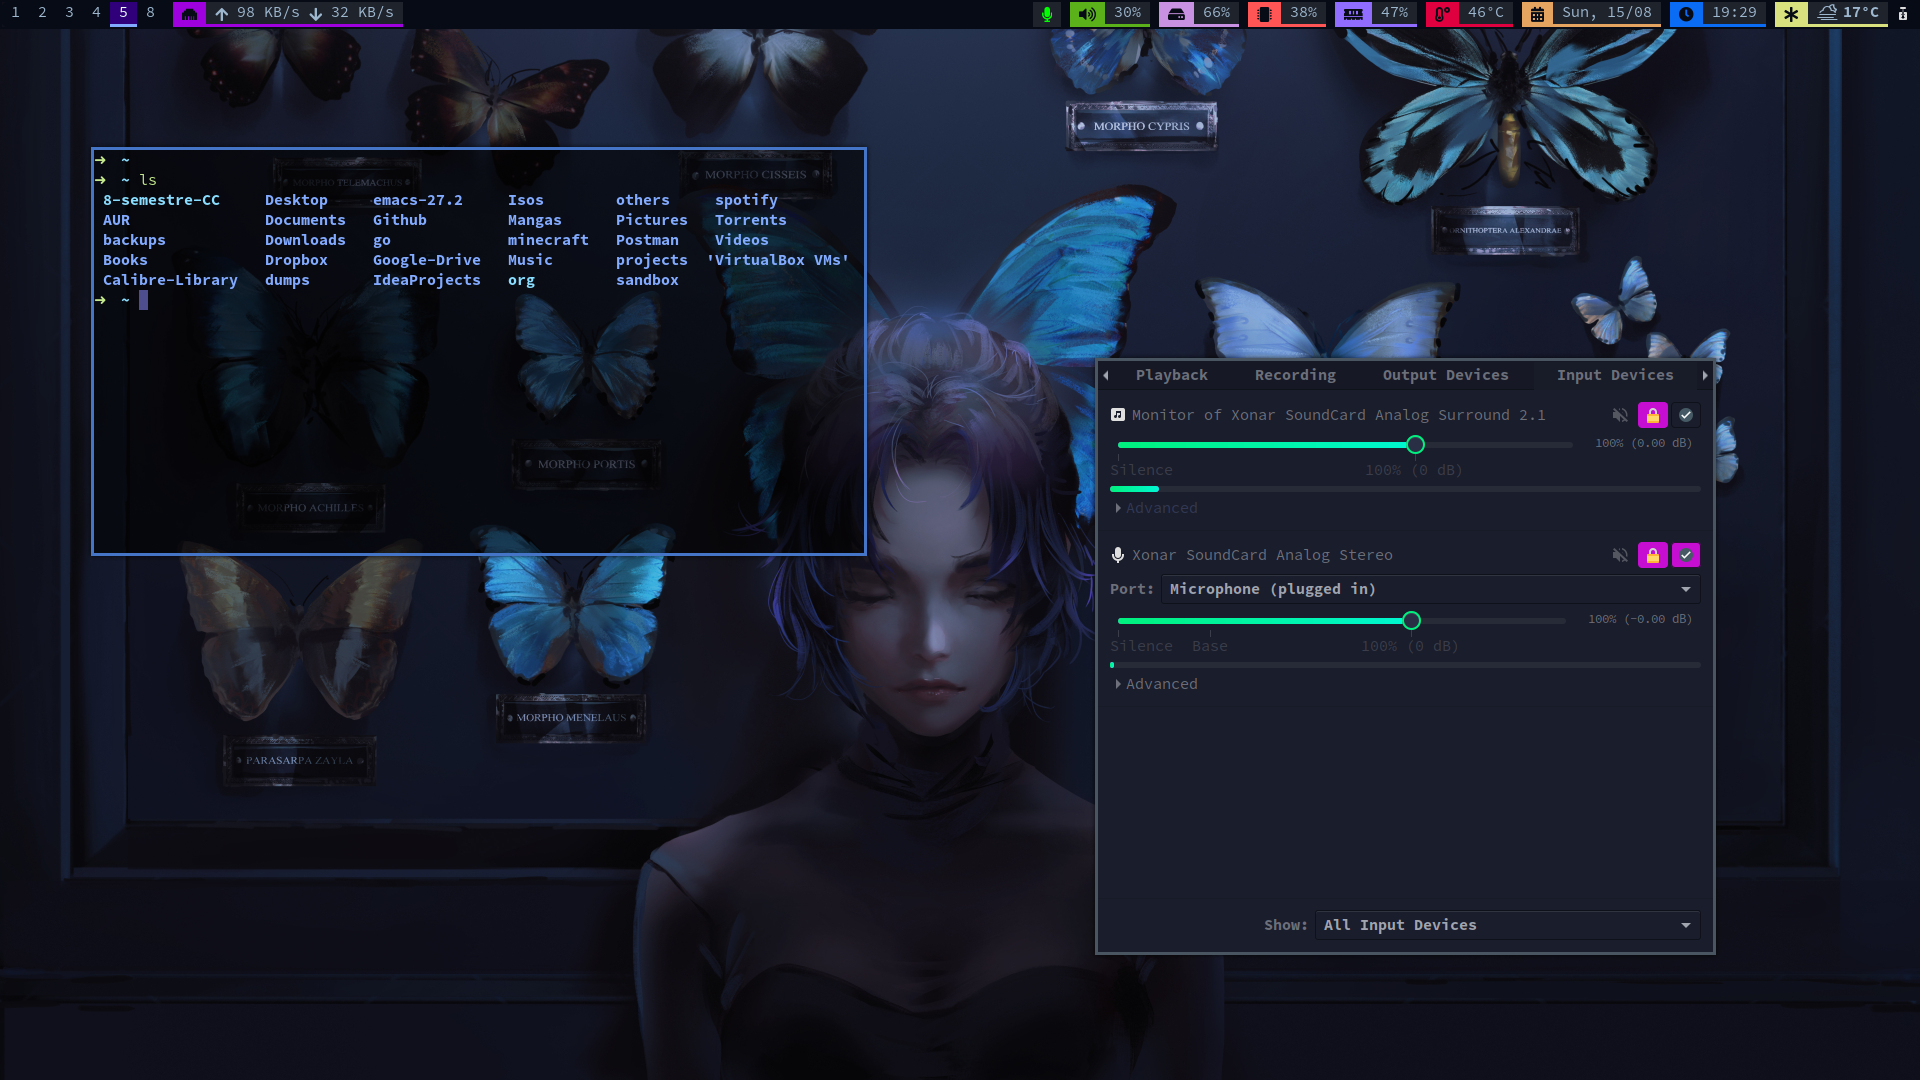 1 2 3 4 5 8 98 KB/s 32 KB/s 30% 66% 38% 47% 46°C Sun, 15/08 19:29 17°C
MORPHO CYPRIS
MORPHO TELEMACHUS
MORPHO CISSEIS
ORNITHOPTERA ALEXANDRAE
➜ ~
➜ ~ ls
8-semestre-CC Desktop emacs-27.2 Isos others spotify
AUR Documents Github Mangas Pictures Torrents
backups Downloads go minecraft Postman Videos
Books Dropbox Google-Drive Music projects 'VirtualBox VMs'
Calibre-Library dumps IdeaProjects org sandbox
➜ ~
MORPHO PORTIS
MORPHO ACHILLES
MORPHO MENELAUS
PARASARPA ZAYLA
Playback Recording Output Devices Input Devices
Monitor of Xonar SoundCard Analog Surround 2.1
100% (0.00 dB)
Silence 100% (0 dB)
Advanced
Xonar SoundCard Analog Stereo
Port: Microphone (plugged in)
100% (-0.00 dB)
Silence Base 100% (0 dB)
Advanced
Show: All Input Devices